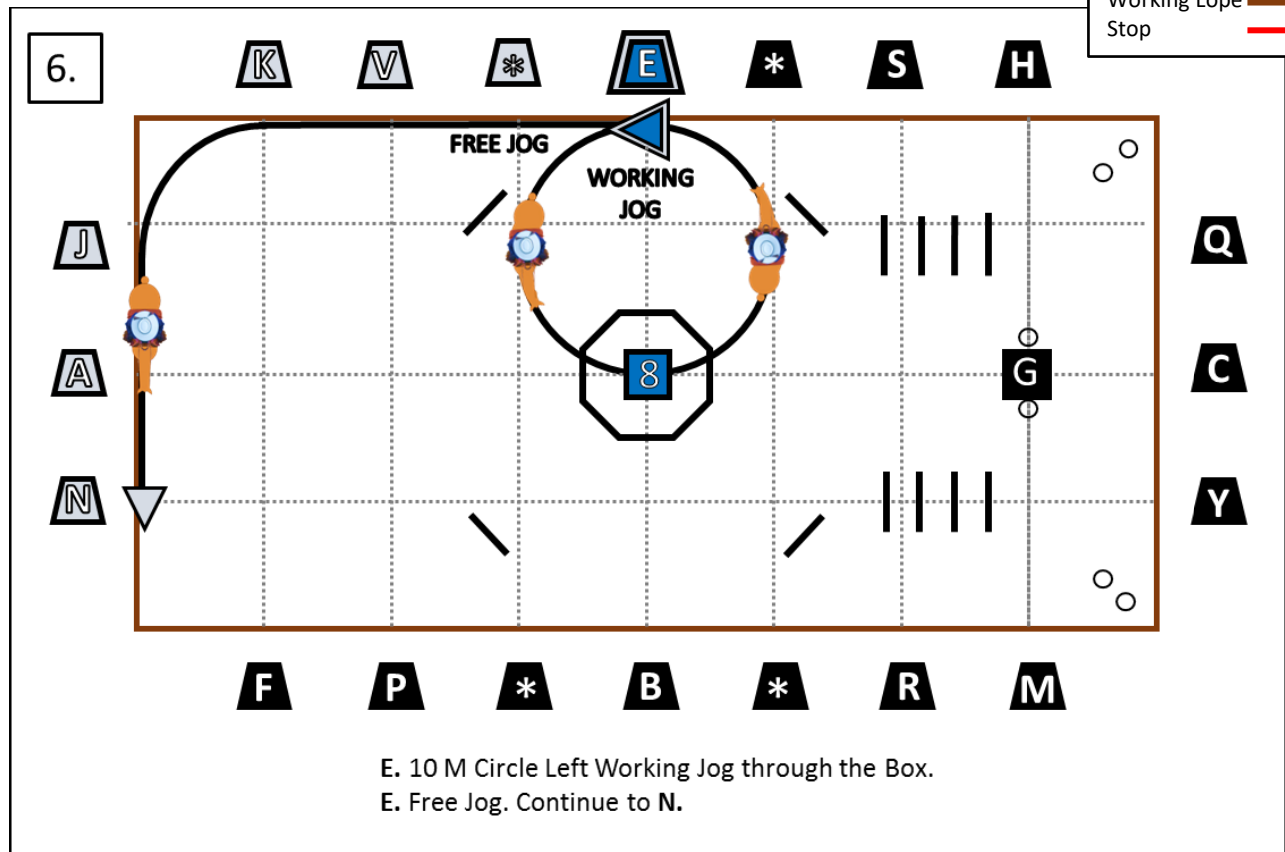 Working Lope
Stop
6.
K V * E * S H
FREE JOG
WORKING
JOG
J Q
A 8 G C
N Y
F P * B * R M
E. 10 M Circle Left Working Jog through the Box.
E. Free Jog. Continue to N.